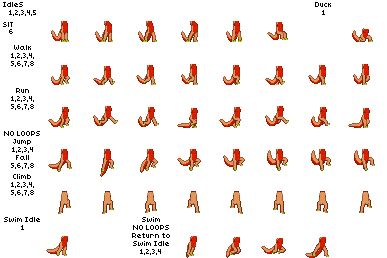 IdleS
1,2,3,4,5
Duck
1
SIT
6
Walk
1,2,3,4,
5,6,7,8
Run
1,2,3,4,
5,6,7,8
NO LOOPS
Jump
1,2,3,4
Fall
5,6,7,8
Climb
1,2,3,4,
5,6,7,8
Swim Idle
1
Swim
NO LOOPS
Return to
Swim Idle
1,2,3,4